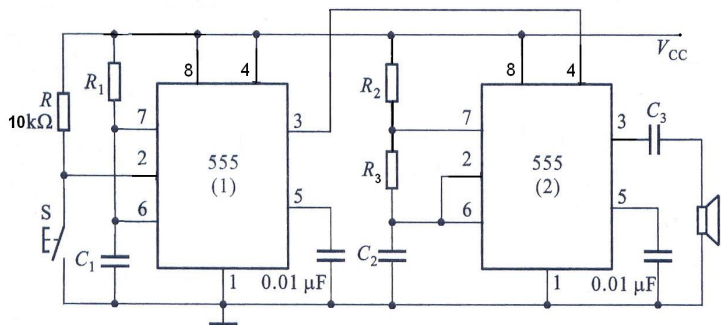 V_CC
8 4 8 4
R_1 R_2
R
10kΩ
7 3 7 3 C_3
2 555 2 555
(1) R_3 (2)
S 6 5 6 5
C_1 C_2
1 0.01 μF 1 0.01 μF